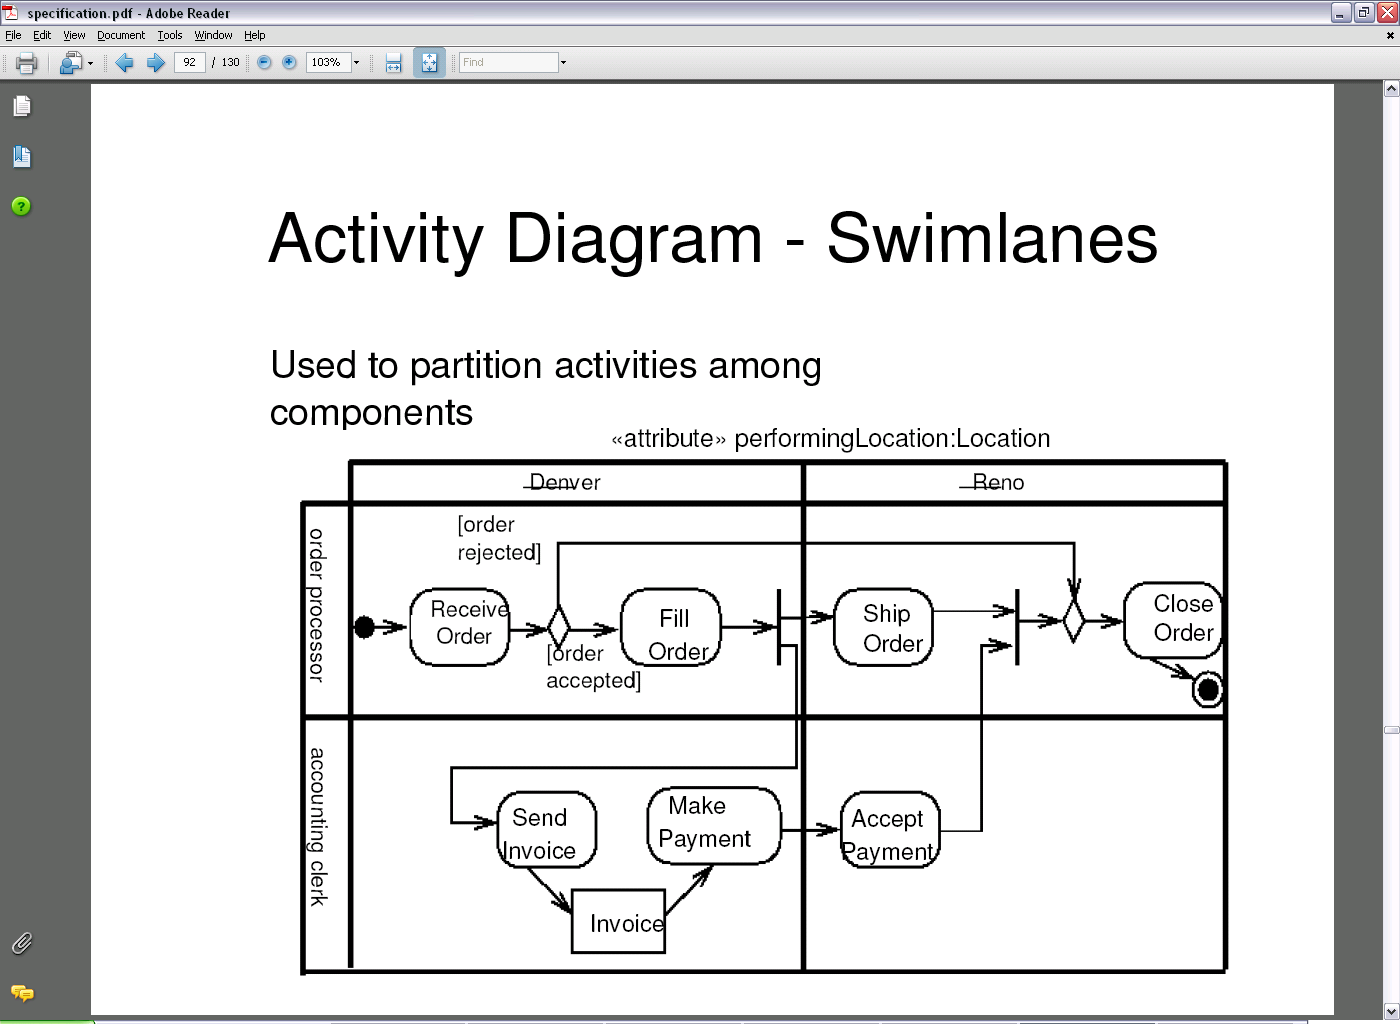 specification.pdf - Adobe Reader
File Edit View Document Tools Window Help
92 / 130 103% Find
Activity Diagram - Swimlanes
Used to partition activities among
components
«attribute» performingLocation:Location
Denver
Reno
order processor
[order
rejected]
Receive
Order
[order
accepted]
Fill
Order
Ship
Order
Close
Order
accounting clerk
Send
Invoice
Invoice
Make
Payment
Accept
Payment